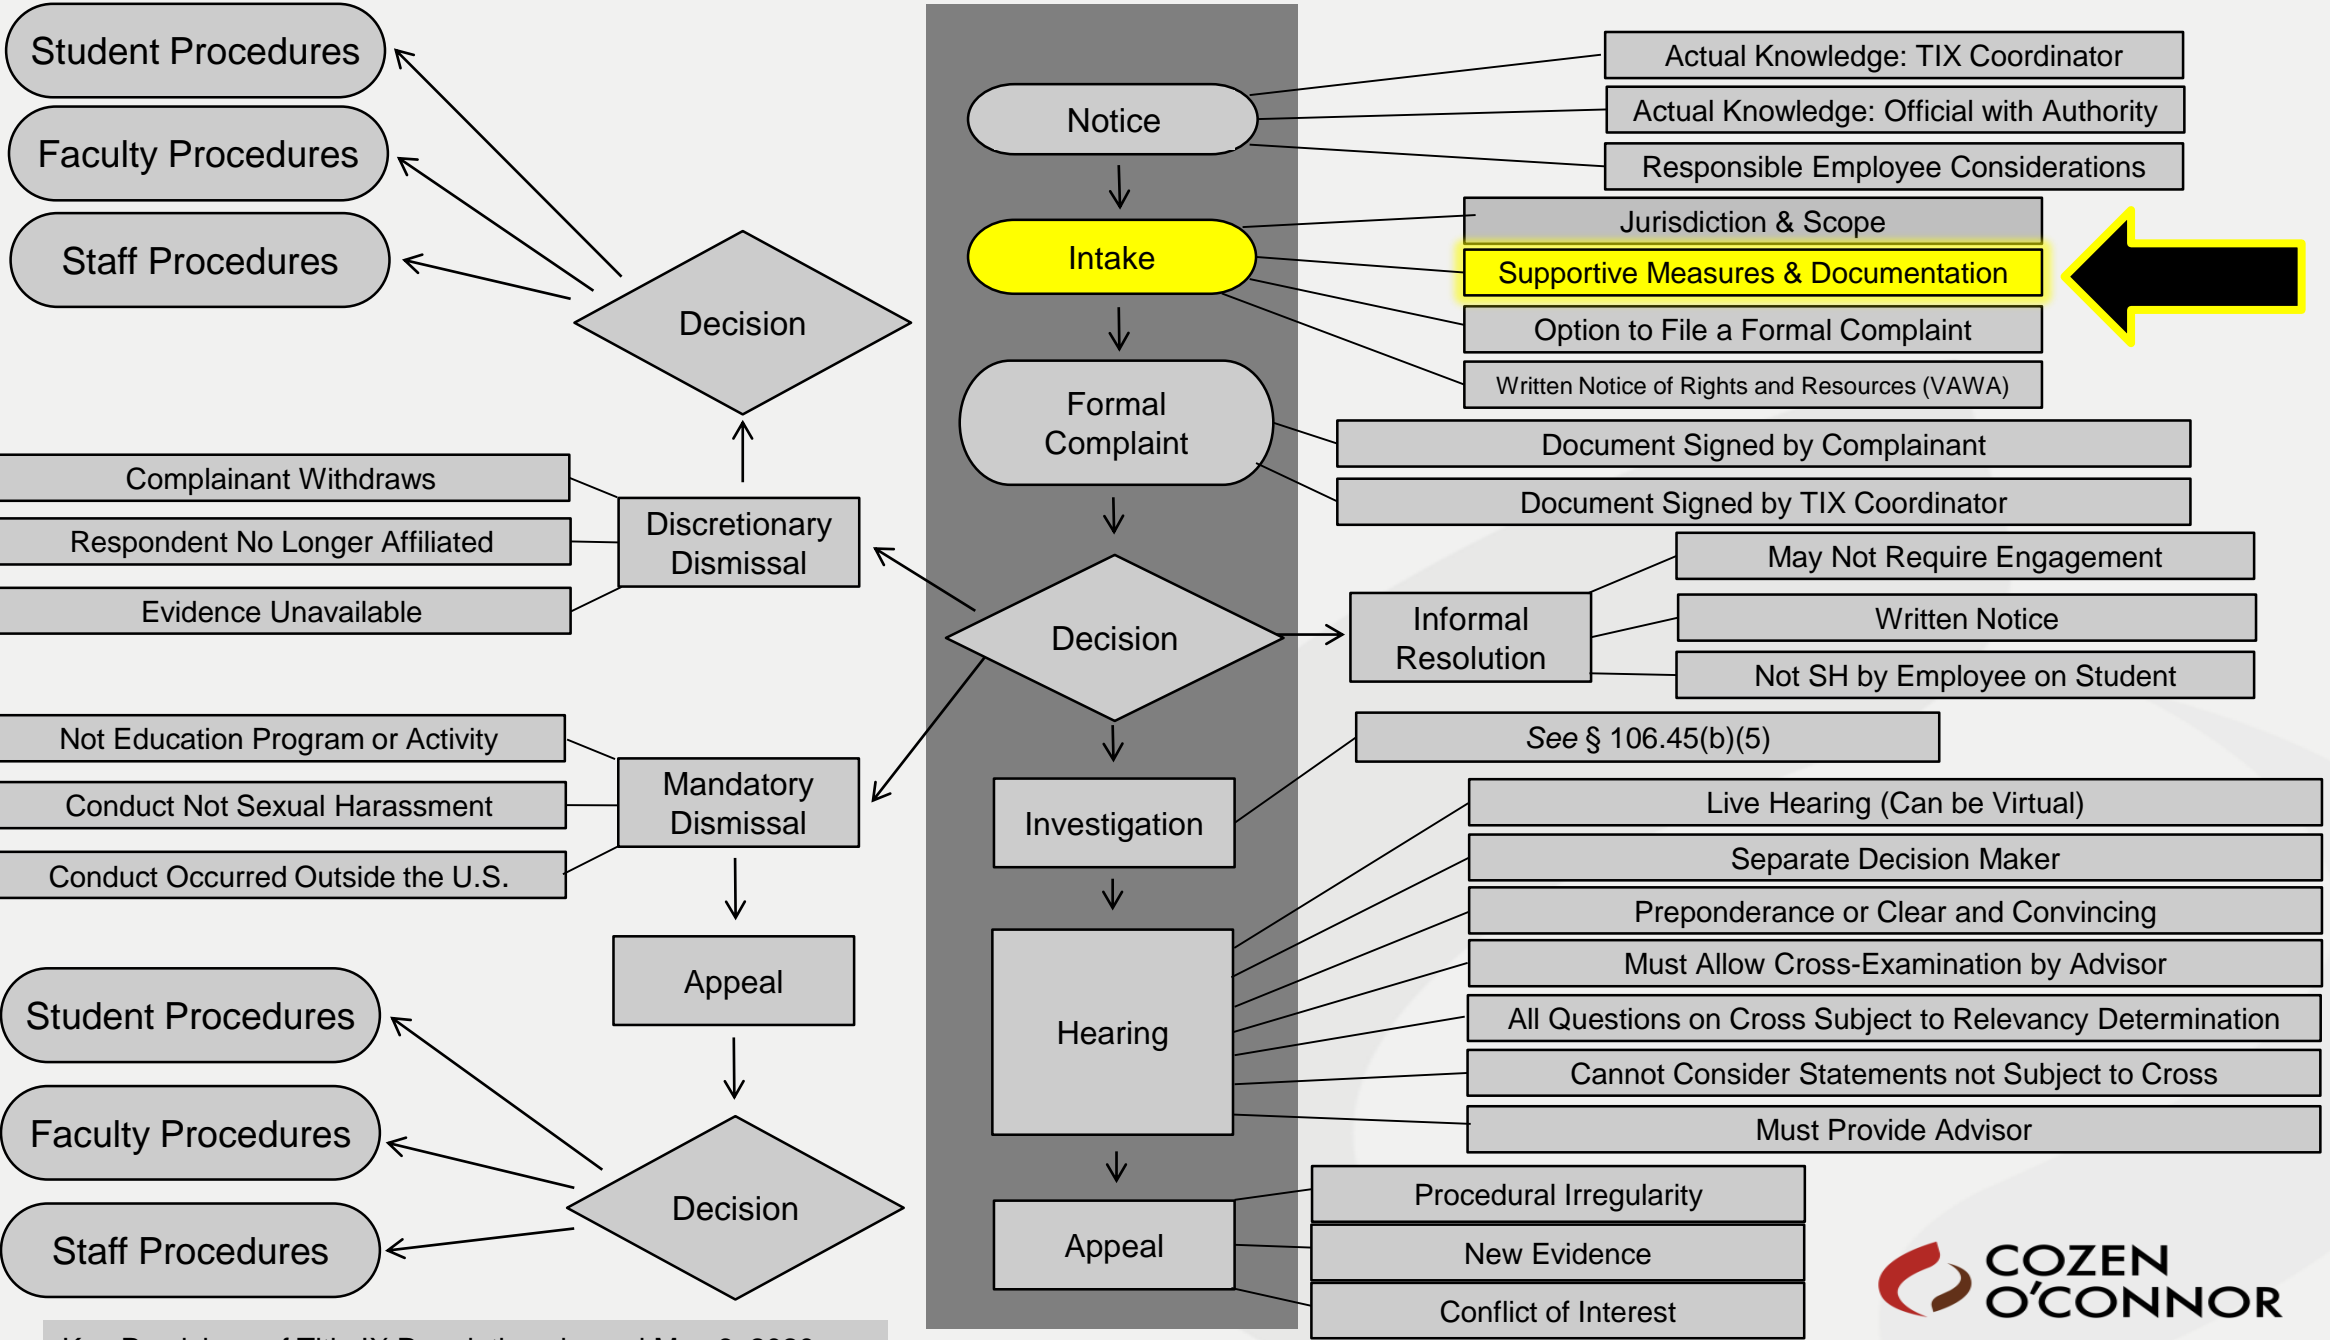 Student Procedures
Faculty Procedures
Staff Procedures
Decision
Complainant Withdraws
Respondent No Longer Affiliated
Evidence Unavailable
Discretionary
Dismissal
Not Education Program or Activity
Conduct Not Sexual Harassment
Conduct Occurred Outside the U.S.
Mandatory
Dismissal
Appeal
Student Procedures
Faculty Procedures
Staff Procedures
Decision
Notice
Intake
Formal
Complaint
Decision
Investigation
Hearing
Appeal
Actual Knowledge: TIX Coordinator
Actual Knowledge: Official with Authority
Responsible Employee Considerations
Jurisdiction & Scope
Supportive Measures & Documentation
Option to File a Formal Complaint
Written Notice of Rights and Resources (VAWA)
Document Signed by Complainant
Document Signed by TIX Coordinator
Informal
Resolution
May Not Require Engagement
Written Notice
Not SH by Employee on Student
See § 106.45(b)(5)
Live Hearing (Can be Virtual)
Separate Decision Maker
Preponderance or Clear and Convincing
Must Allow Cross-Examination by Advisor
All Questions on Cross Subject to Relevancy Determination
Cannot Consider Statements not Subject to Cross
Must Provide Advisor
Procedural Irregularity
New Evidence
Conflict of Interest
COZEN
O'CONNOR